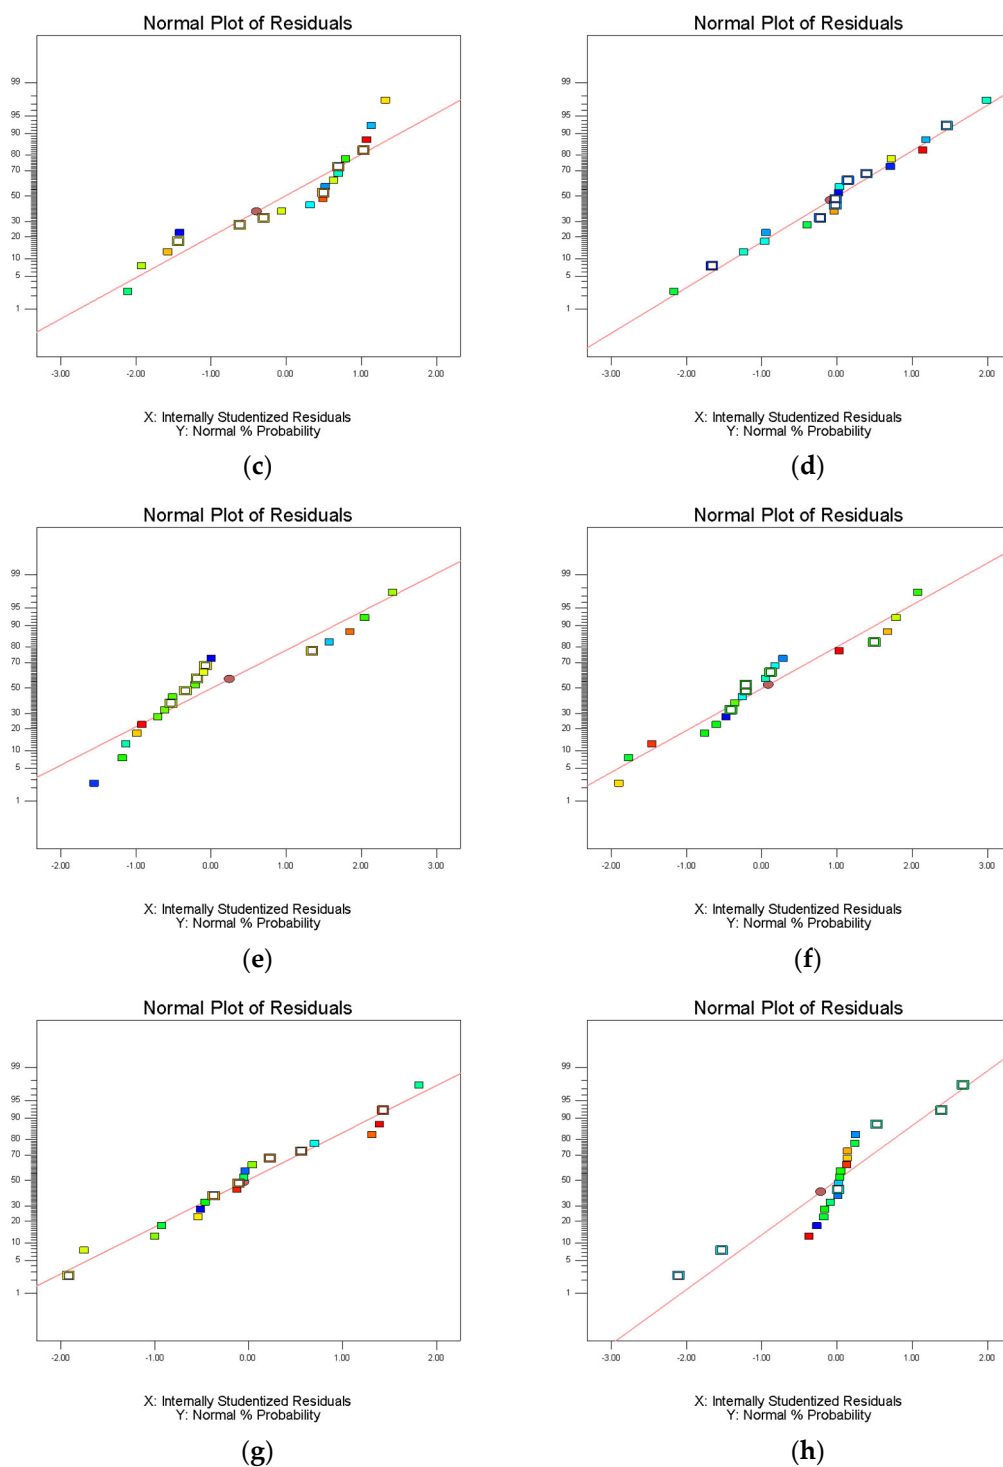 Normal Plot of Residuals
99
95
90
80
70
50
30
20
10
5
1
-3.00 -2.00 -1.00 0.00 1.00 2.00
X: Internally Studentized Residuals
Y: Normal % Probability
(c)
Normal Plot of Residuals
99
95
90
80
70
50
30
20
10
5
1
-3.00 -2.00 -1.00 0.00 1.00 2.00
X: Internally Studentized Residuals
Y: Normal % Probability
(d)
Normal Plot of Residuals
99
95
90
80
70
50
30
20
10
5
1
-2.00 -1.00 0.00 1.00 2.00 3.00
X: Internally Studentized Residuals
Y: Normal % Probability
(e)
Normal Plot of Residuals
99
95
90
80
70
50
30
20
10
5
1
-2.00 -1.00 0.00 1.00 2.00 3.00
X: Internally Studentized Residuals
Y: Normal % Probability
(f)
Normal Plot of Residuals
99
95
90
80
70
50
30
20
10
5
1
-2.00 -1.00 0.00 1.00 2.00
X: Internally Studentized Residuals
Y: Normal % Probability
(g)
Normal Plot of Residuals
99
95
90
80
70
50
30
20
10
5
1
-3.00 -2.00 -1.00 0.00 1.00 2.00
X: Internally Studentized Residuals
Y: Normal % Probability
(h)